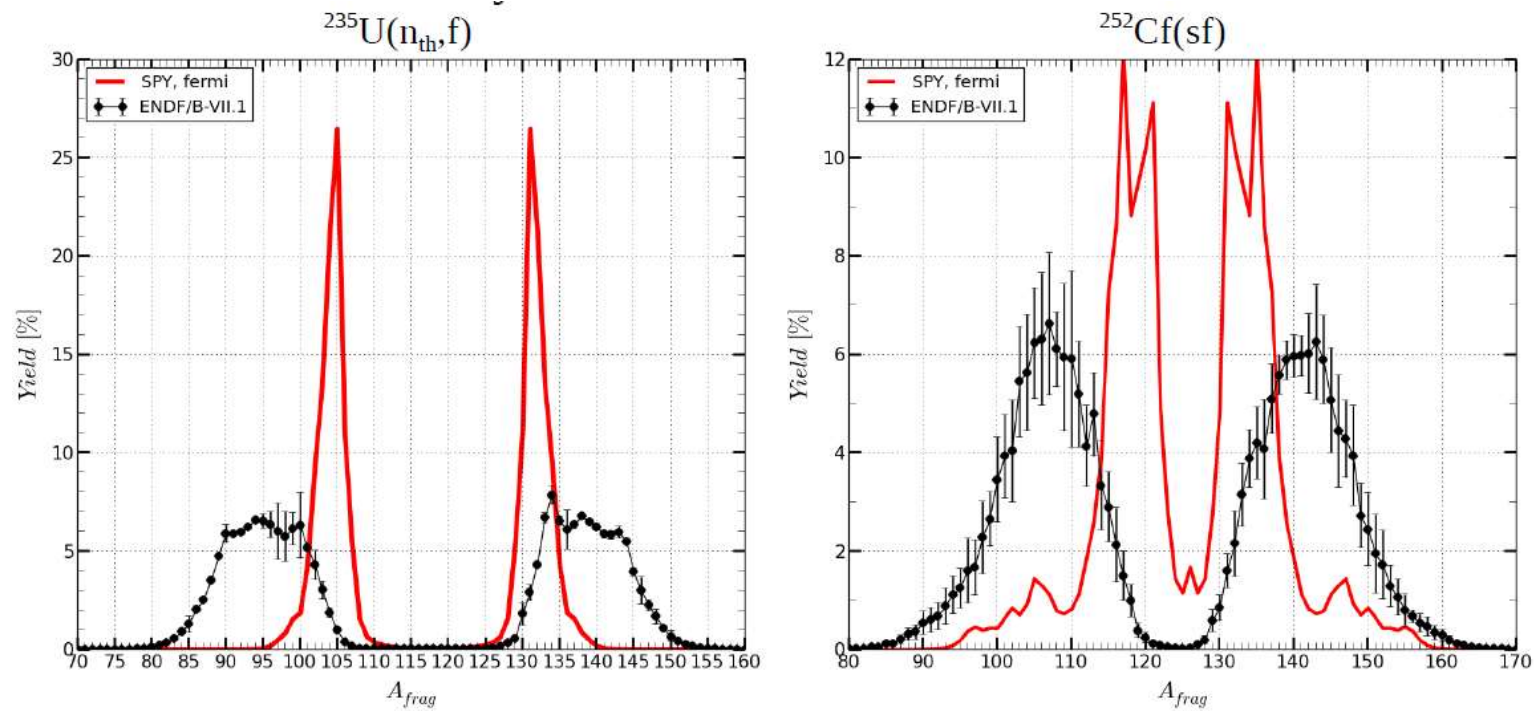 ²³⁵U(nₜₕ,f)
SPY, fermi
ENDF/B-VII.1
30
25
20
15
10
5
0
Yield [%]
70 75 80 85 90 95 100 105 110 115 120 125 130 135 140 145 150 155 160
A_frag
²⁵²Cf(sf)
SPY, fermi
ENDF/B-VII.1
12
10
8
6
4
2
0
Yield [%]
80 90 100 110 120 130 140 150 160 170
A_frag